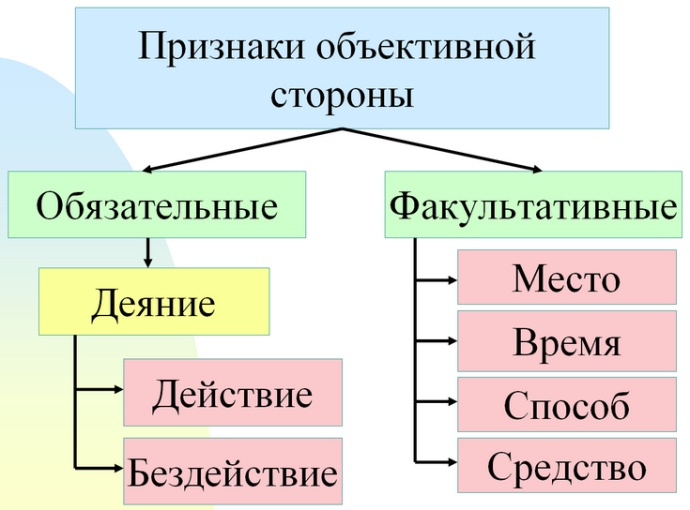 Признаки объективной
стороны
Обязательные
Факультативные
Деяние
Действие
Бездействие
Место
Время
Способ
Средство